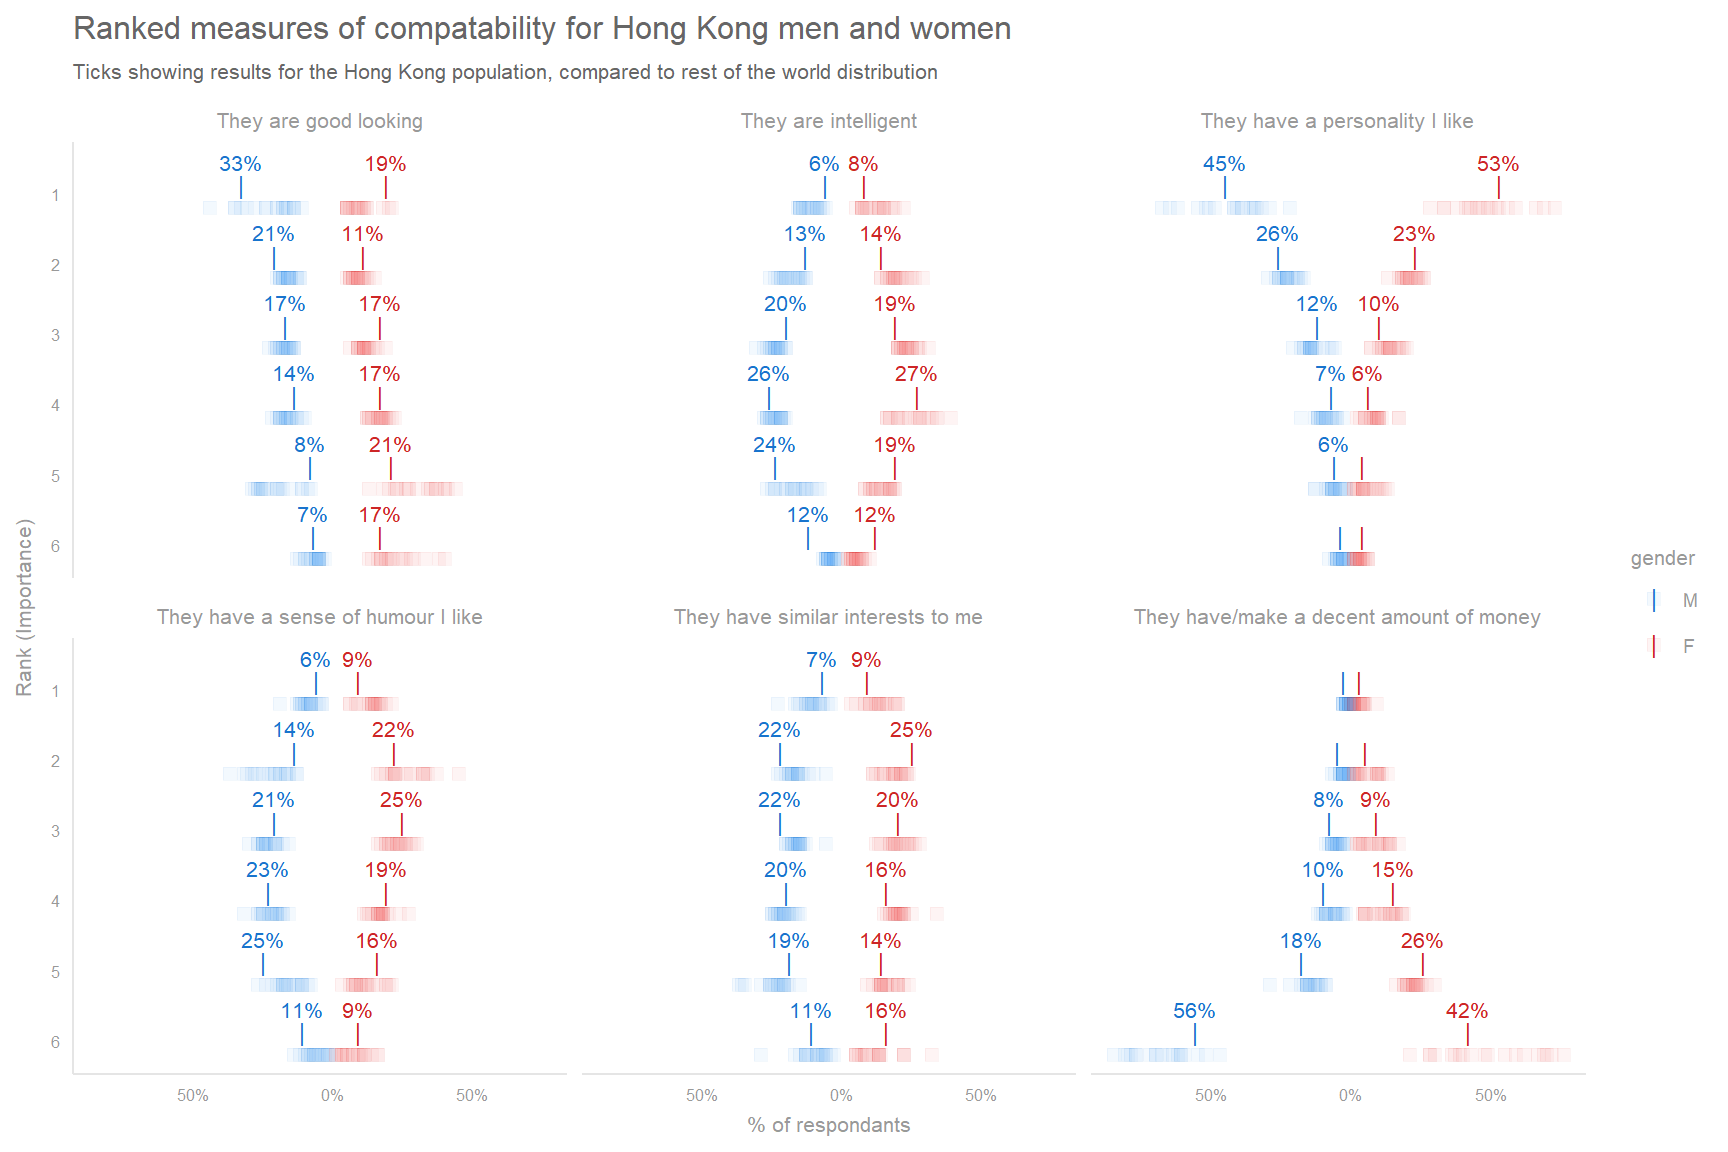 Ranked measures of compatability for Hong Kong men and women
Ticks showing results for the Hong Kong population, compared to rest of the world distribution
They are good looking They are intelligent They have a personality I like
33% 19% 6% 8% 45% 53%
1
21% 11% 13% 14% 26% 23%
2
17% 17% 20% 19% 12% 10%
3
14% 17% 26% 27% 7% 6%
4
8% 21% 24% 19% 6%
5
7% 17% 12% 12%
6
They have a sense of humour I like They have similar interests to me They have/make a decent amount of money
6% 9% 7% 9%
1
14% 22% 22% 25%
2
21% 25% 22% 20% 8% 9%
3
23% 19% 20% 16% 10% 15%
4
25% 16% 19% 14% 18% 26%
5
11% 9% 11% 16% 56% 42%
6
50% 0% 50% 50% 0% 50% 50% 0% 50%
% of respondants
Rank (Importance)
gender
M
F